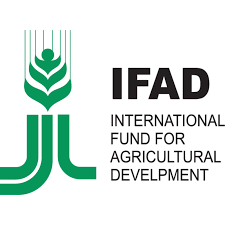 IFAD
INTERNATIONAL
FUND FOR
AGRICULTURAL
DEVELPMENT